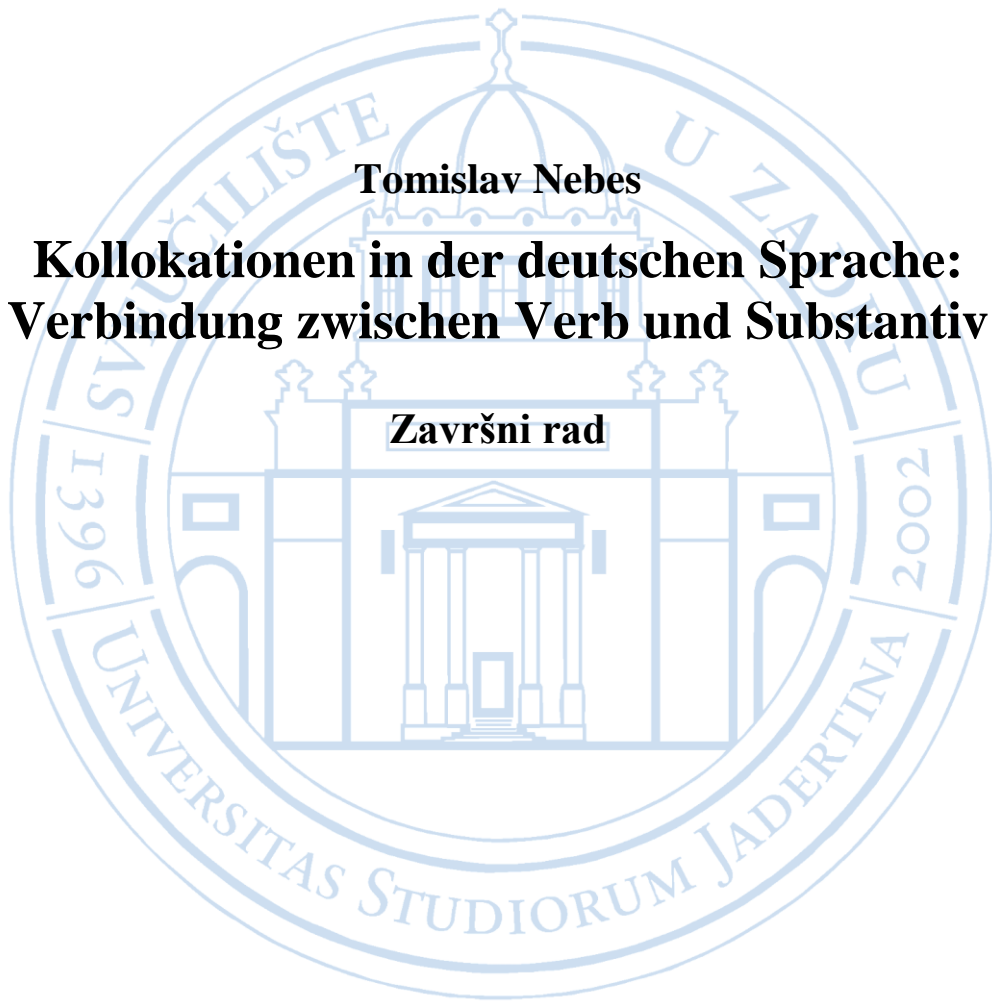 Tomislav Nebes
Kollokationen in der deutschen Sprache:
Verbindung zwischen Verb und Substantiv
Završni rad
SVEUČILIŠTE U ZADRU
1396
2002
UNIVERSITAS STUDIORUM JADERTINA